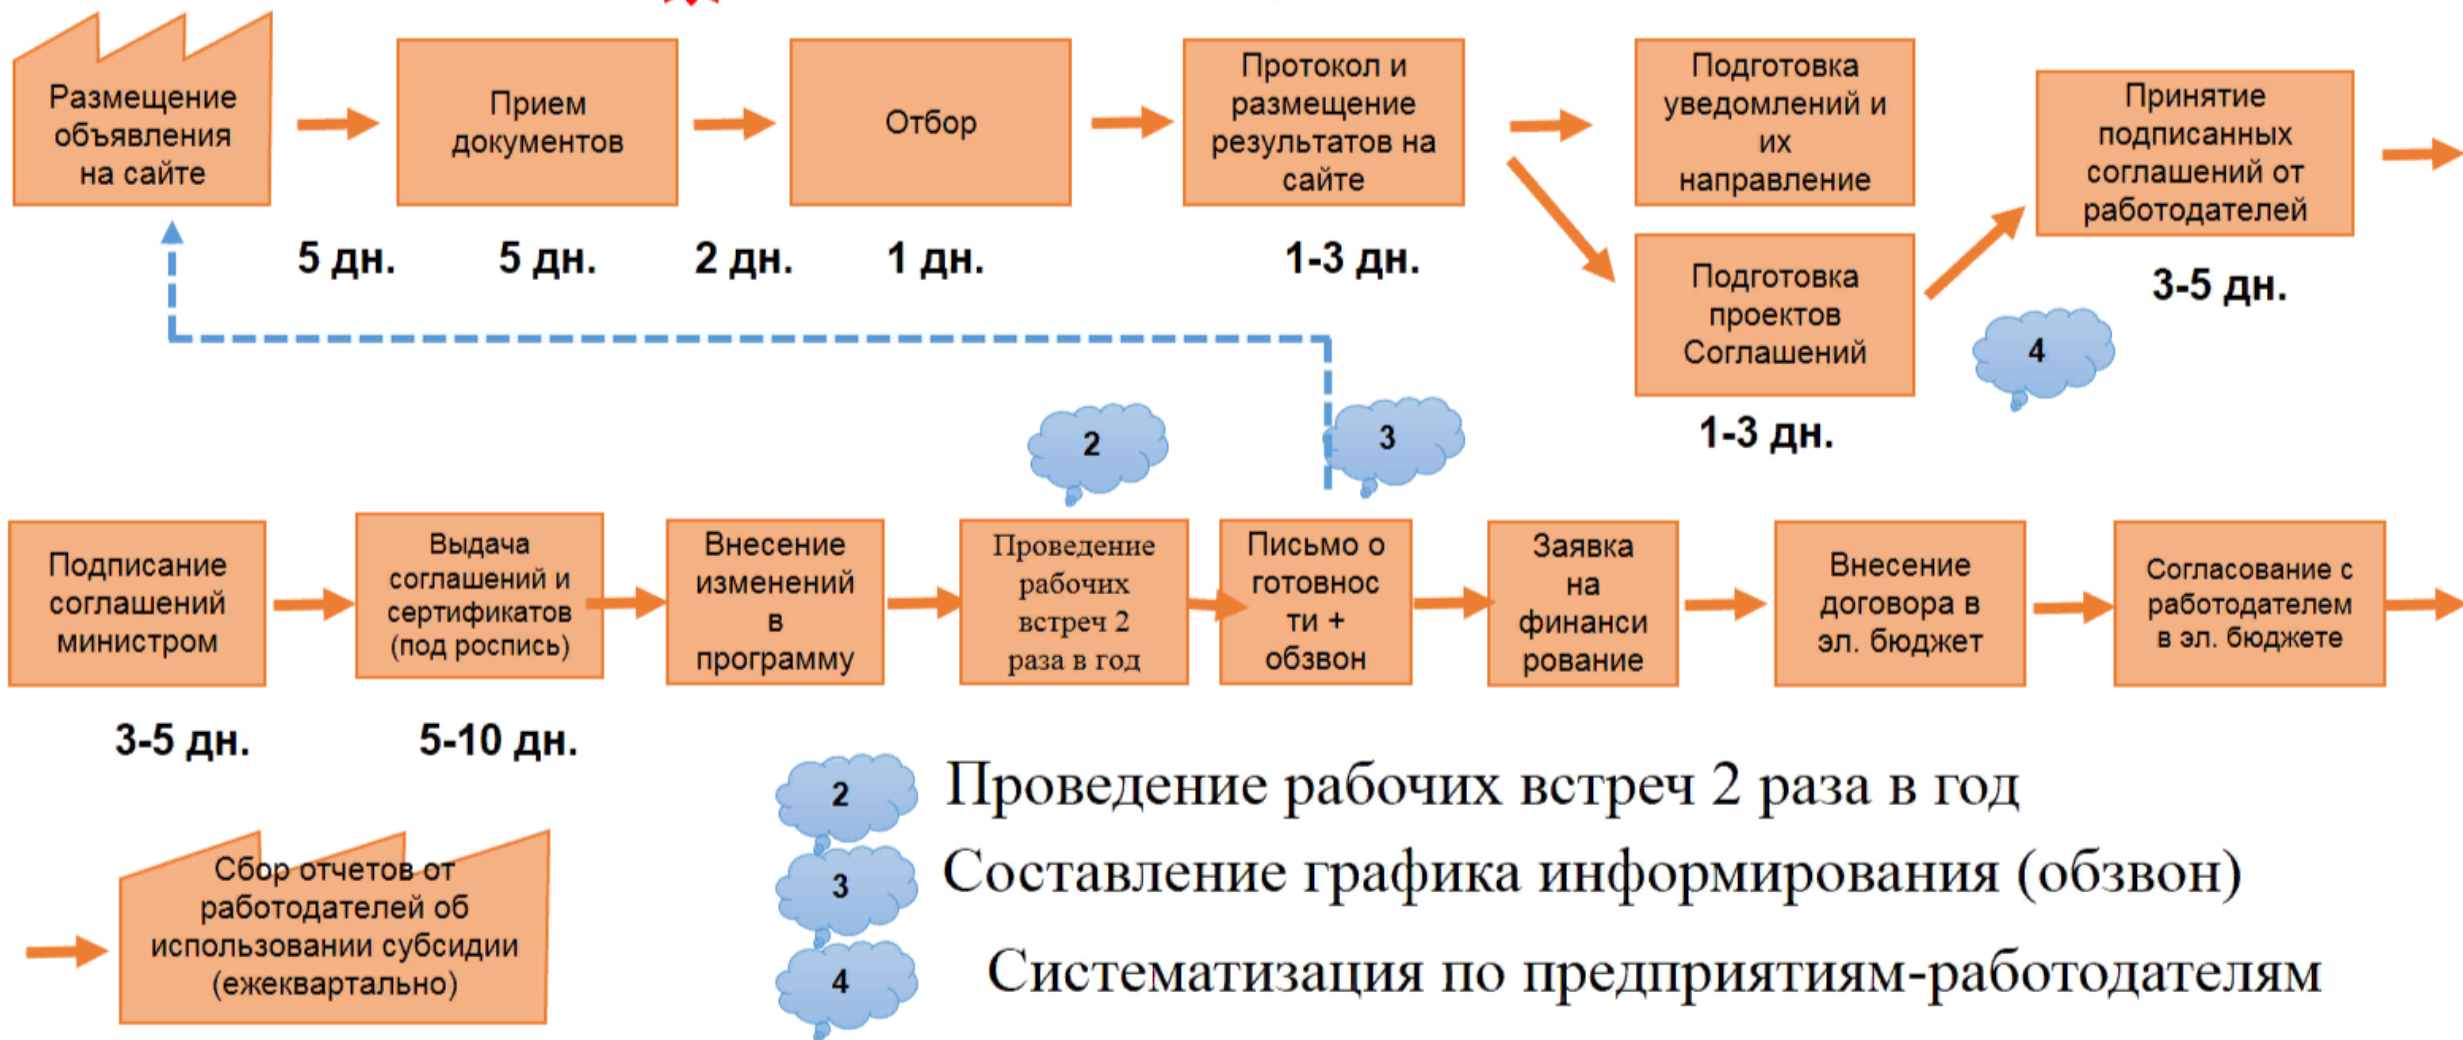 Размещение
объявления
на сайте
Прием
документов
Отбор
Протокол и
размещение
результатов на
сайте
Подготовка
уведомлений и
их
направление
Принятие
подписанных
соглашений от
работодателей
5 дн.
5 дн.
2 дн.
1 дн.
1-3 дн.
Подготовка
проектов
Соглашений
3-5 дн.
4
1-3 дн.
2
3
Подписание
соглашений
министром
Выдача
соглашений и
сертификатов
(под роспись)
Внесение
изменений
в
программу
Проведение
рабочих
встреч 2
раза в год
Письмо о
готовнос
ти +
обзвон
Заявка
на
финанси
рование
Внесение
договора в
эл. бюджет
Согласование с
работодателем
в эл. бюджете
3-5 дн.
5-10 дн.
2 Проведение рабочих встреч 2 раза в год
3 Составление графика информирования (обзвон)
4 Систематизация по предприятиям-работодателям
Сбор отчетов от
работодателей об
использовании субсидии
(ежеквартально)